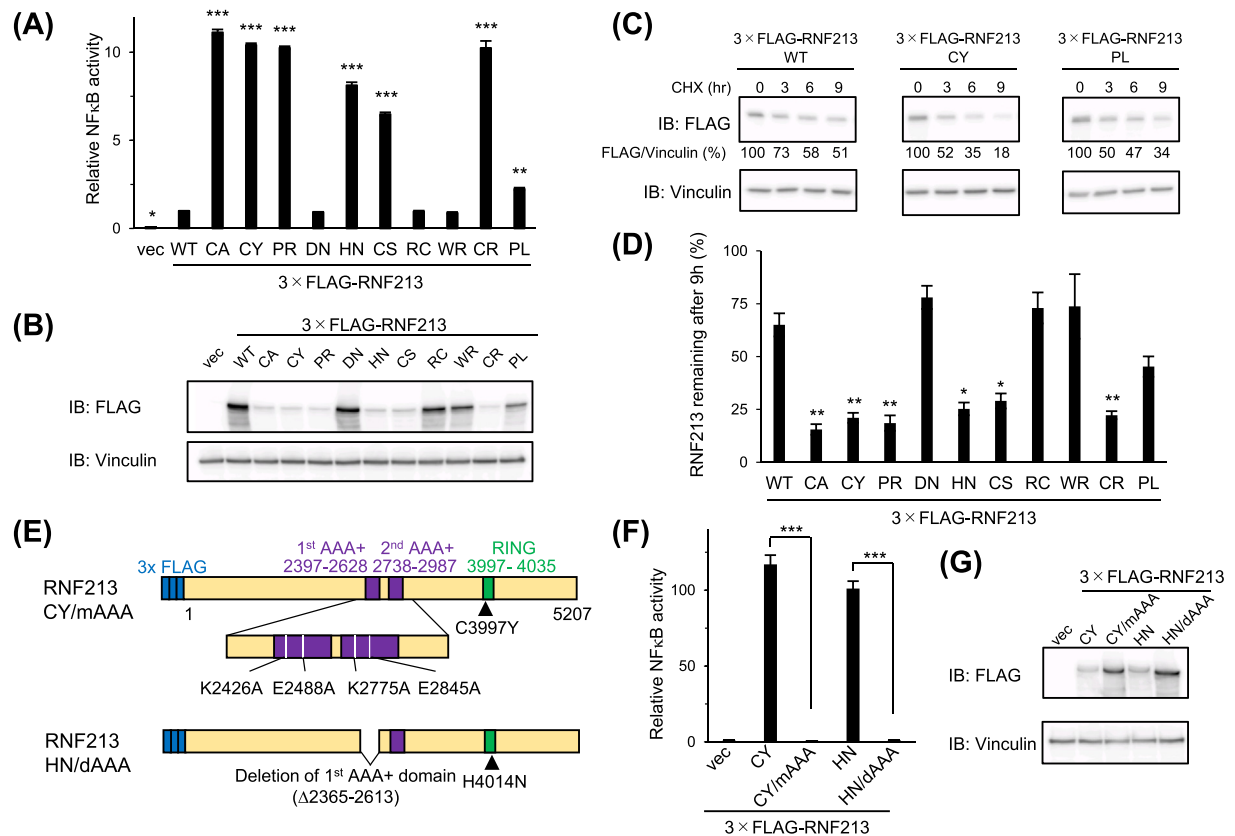 (A)
Relative NFκB activity
10
5
0
*** *** *** *** *** *** **
*
vec WT CA CY PR DN HN CS RC WR CR PL
3×FLAG-RNF213
(B)
3×FLAG-RNF213
vec WT CA CY PR DN HN CS RC WR CR PL
IB: FLAG
IB: Vinculin
(C)
3×FLAG-RNF213 3×FLAG-RNF213 3×FLAG-RNF213
WT CY PL
CHX (hr) 0 3 6 9 0 3 6 9 0 3 6 9
IB: FLAG
FLAG/Vinculin (%) 100 73 58 51 100 52 35 18 100 50 47 34
IB: Vinculin
(D)
RNF213 remaining after 9h (%)
100
75
50
25
0
** ** ** * * **
WT CA CY PR DN HN CS RC WR CR PL
3×FLAG-RNF213
(E)
3x FLAG 1st AAA+ 2nd AAA+ RING
2397-2628 2738-2987 3997- 4035
RNF213
CY/mAAA
1 5207
C3997Y
K2426A E2488A K2775A E2845A
RNF213
HN/dAAA
Deletion of 1st AAA+ domain
(Δ2365-2613)
H4014N
(F)
Relative NFκB activity
100
50
0
*** ***
vec CY CY/mAAA HN HN/dAAA
3×FLAG-RNF213
(G)
3×FLAG-RNF213
vec CY CY/mAAA HN HN/dAAA
IB: FLAG
IB: Vinculin